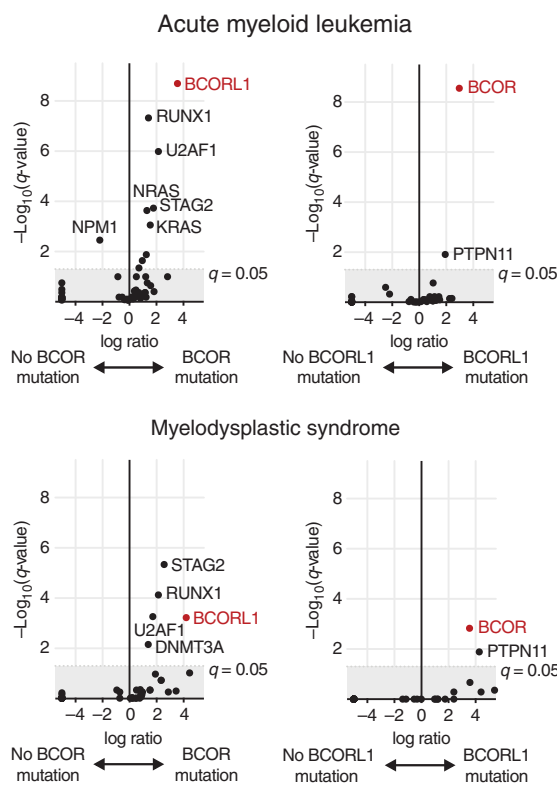 Acute myeloid leukemia
−Log10(q-value)
8
6
4
2
0
BCORL1
RUNX1
U2AF1
NRAS
STAG2
NPM1
KRAS
q = 0.05
−4 −2 0 2 4
log ratio
No BCOR mutation
BCOR mutation
−Log10(q-value)
8
6
4
2
0
BCOR
PTPN11
q = 0.05
−4 −2 0 2 4
log ratio
No BCORL1 mutation
BCORL1 mutation
Myelodysplastic syndrome
−Log10(q-value)
8
6
4
2
0
STAG2
RUNX1
BCORL1
U2AF1
DNMT3A
q = 0.05
−4 −2 0 2 4
log ratio
No BCOR mutation
BCOR mutation
−Log10(q-value)
8
6
4
2
0
BCOR
PTPN11
q = 0.05
−4 −2 0 2 4
log ratio
No BCORL1 mutation
BCORL1 mutation